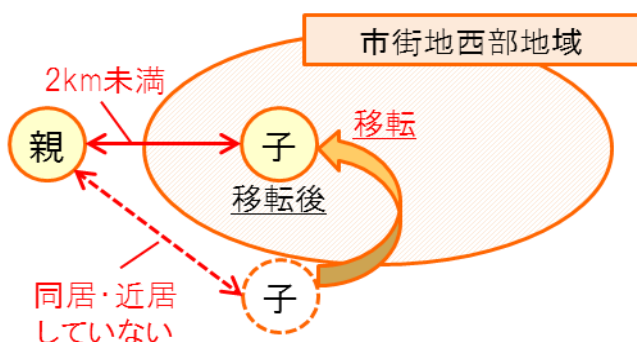 市街地西部地域
2km未満
親
子
移転
移転後
子
同居･近居
していない